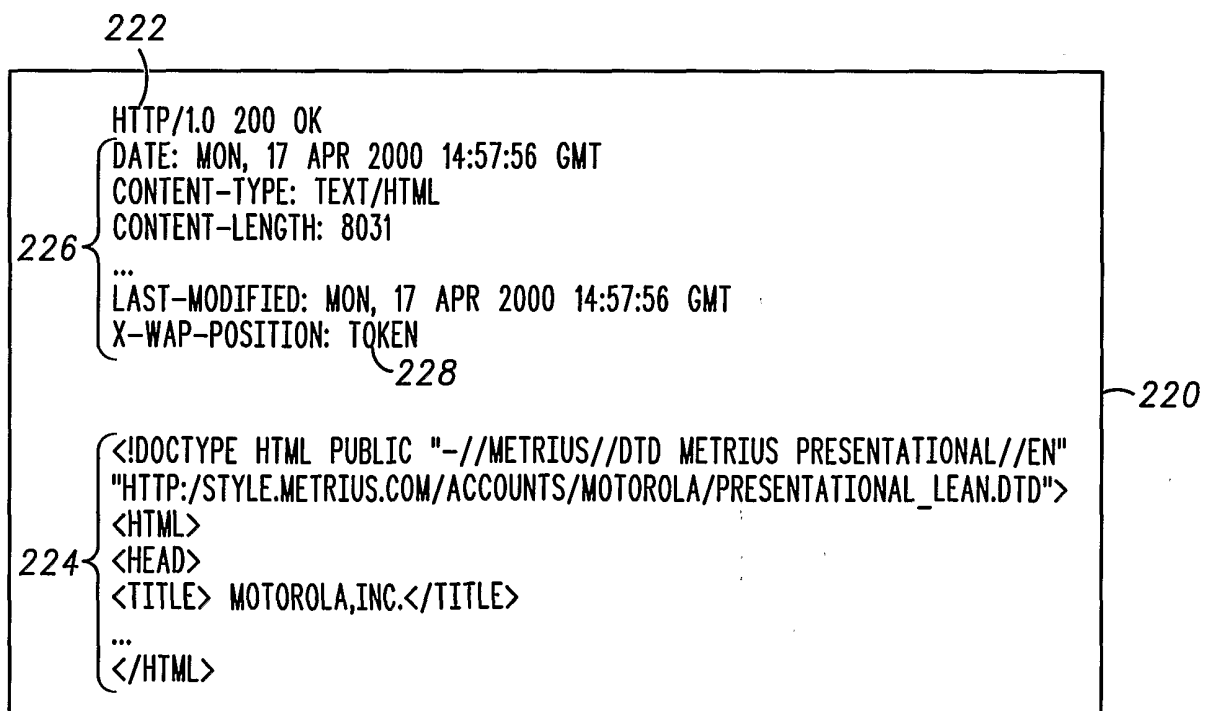 222
HTTP/1.0 200 OK
DATE: MON, 17 APR 2000 14:57:56 GMT
CONTENT-TYPE: TEXT/HTML
CONTENT-LENGTH: 8031
226
...
LAST-MODIFIED: MON, 17 APR 2000 14:57:56 GMT
X-WAP-POSITION: TOKEN
228
220
<!DOCTYPE HTML PUBLIC "-//METRIUS//DTD METRIUS PRESENTATIONAL//EN"
"HTTP:/STYLE.METRIUS.COM/ACCOUNTS/MOTOROLA/PRESENTATIONAL_LEAN.DTD">
<HTML>
224
<HEAD>
<TITLE> MOTOROLA,INC.</TITLE>
...
</HTML>